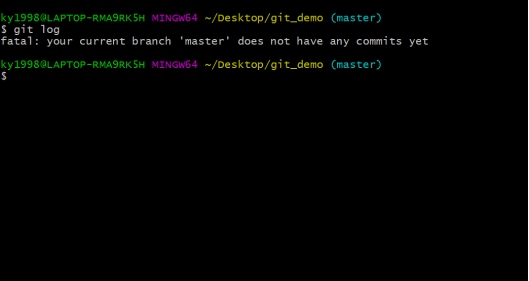 ky1998@LAPTOP-RMA9RK5H MINGW64 ~/Desktop/git_demo (master)
$ git log
fatal: your current branch 'master' does not have any commits yet
ky1998@LAPTOP-RMA9RK5H MINGW64 ~/Desktop/git_demo (master)
$